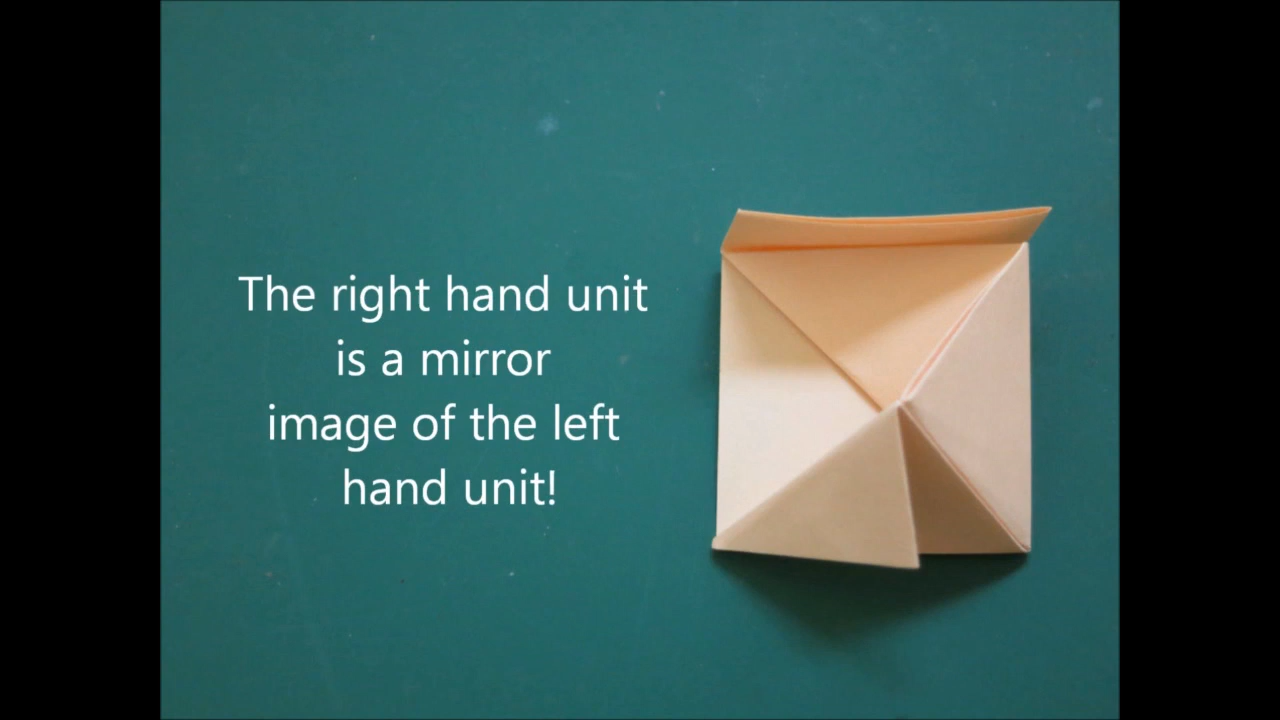 The right hand unit
is a mirror
image of the left
hand unit!